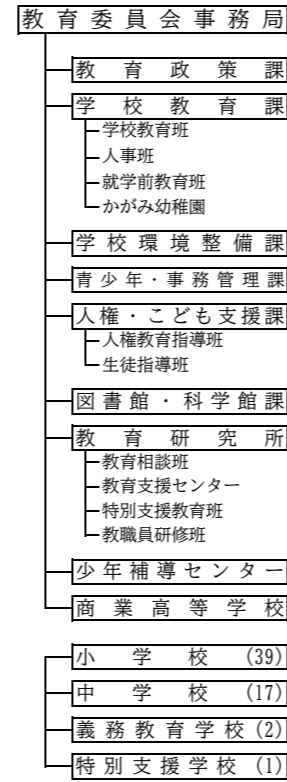 教育委員会事務局
教育政策課
学校教育課
学校教育班
人事班
就学前教育班
かがみ幼稚園
学校環境整備課
青少年・事務管理課
人権・こども支援課
人権教育指導班
生徒指導班
図書館・科学館課
教育研究所
教育相談班
教育支援センター
特別支援教育班
教職員研修班
少年補導センター
商業高等学校
小学校(39)
中学校(17)
義務教育学校(2)
特別支援学校(1)